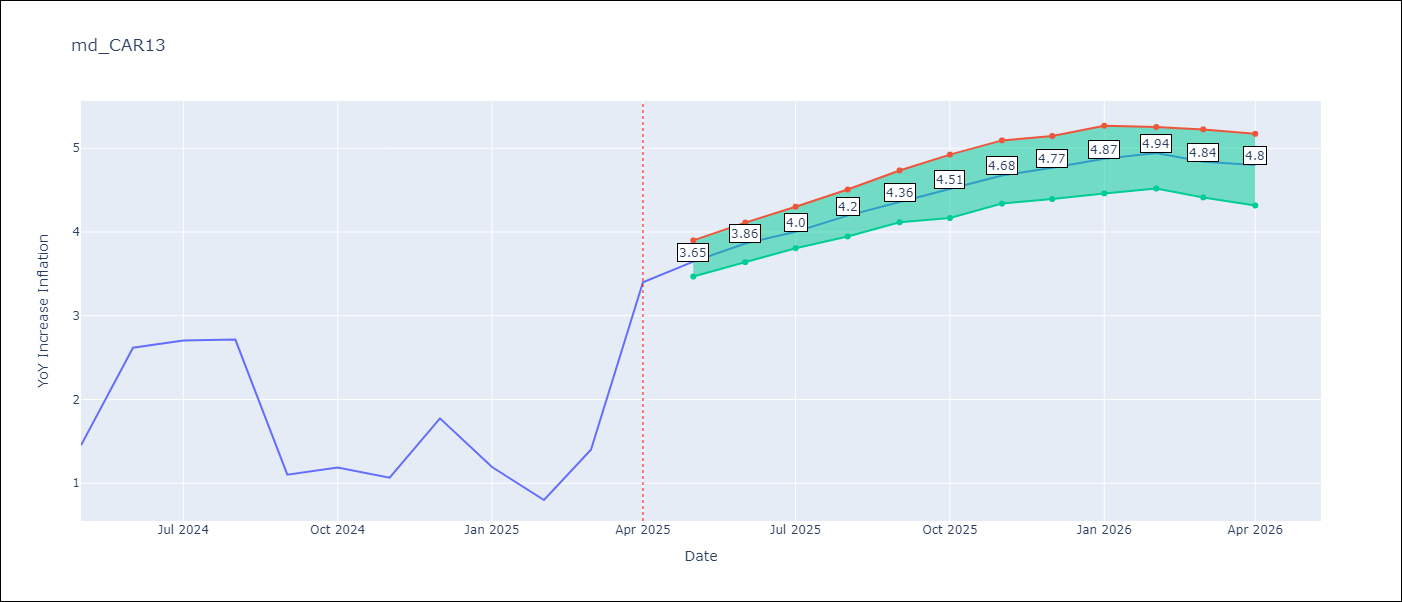 md_CAR13
YoY Increase Inflation
5
4
3
2
1
3.65
3.86
4.0
4.2
4.36
4.51
4.68
4.77
4.87
4.94
4.84
4.8
Jul 2024
Oct 2024
Jan 2025
Apr 2025
Jul 2025
Oct 2025
Jan 2026
Apr 2026
Date